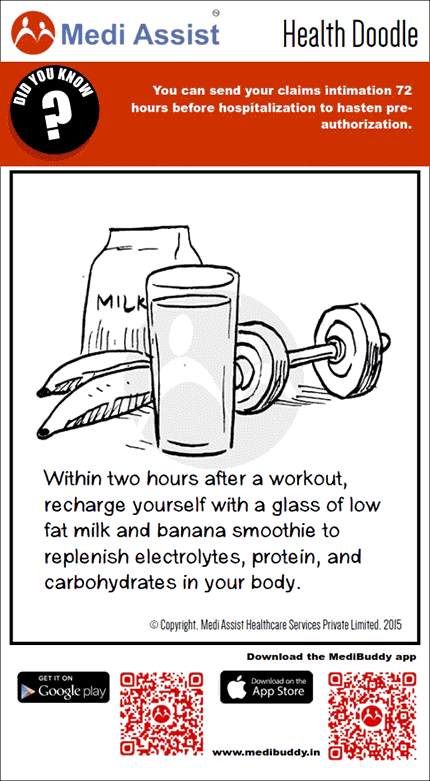 Medi Assist
Health Doodle
DID YOU KNOW
?
You can send your claims intimation 72
hours before hospitalization to hasten pre-
authorization.
MILK
Within two hours after a workout,
recharge yourself with a glass of low
fat milk and banana smoothie to
replenish electrolytes, protein, and
carbohydrates in your body.
© Copyright. Medi Assist Healthcare Services Private Limited. 2015
Download the MediBuddy app
GET IT ON
Google play
Download on the
App Store
www.medibuddy.in